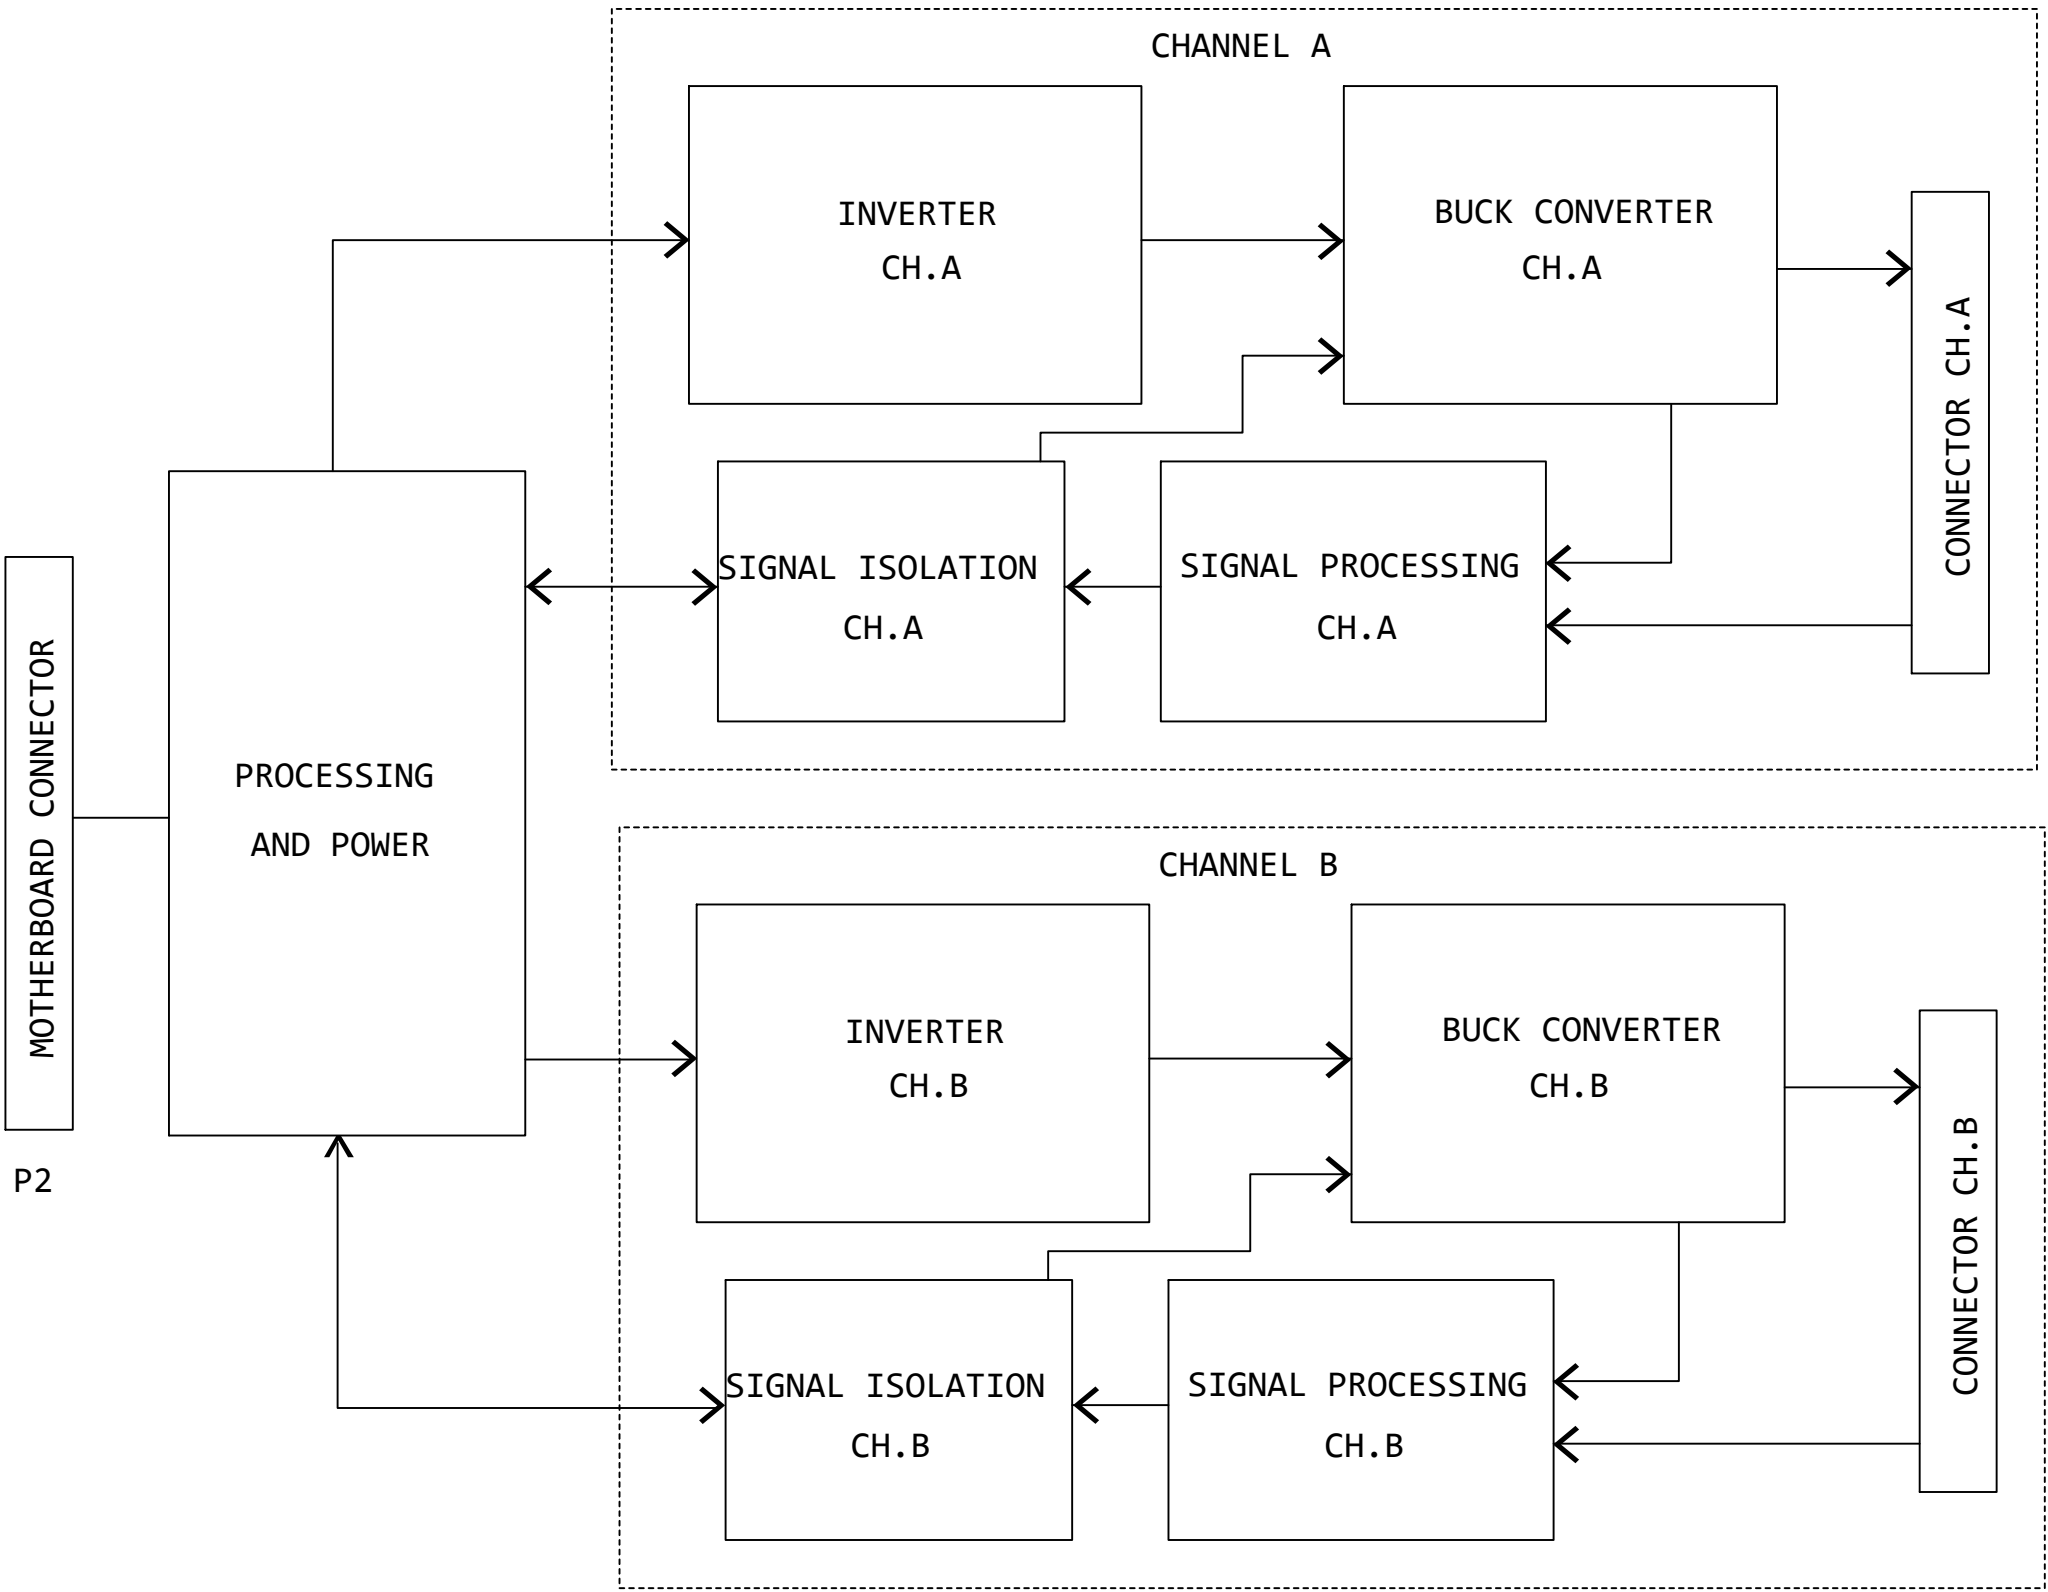 CHANNEL A
INVERTER
CH.A
BUCK CONVERTER
CH.A
CONNECTOR CH.A
SIGNAL ISOLATION
CH.A
SIGNAL PROCESSING
CH.A
MOTHERBOARD CONNECTOR
P2
PROCESSING
AND POWER
CHANNEL B
INVERTER
CH.B
BUCK CONVERTER
CH.B
CONNECTOR CH.B
SIGNAL ISOLATION
CH.B
SIGNAL PROCESSING
CH.B